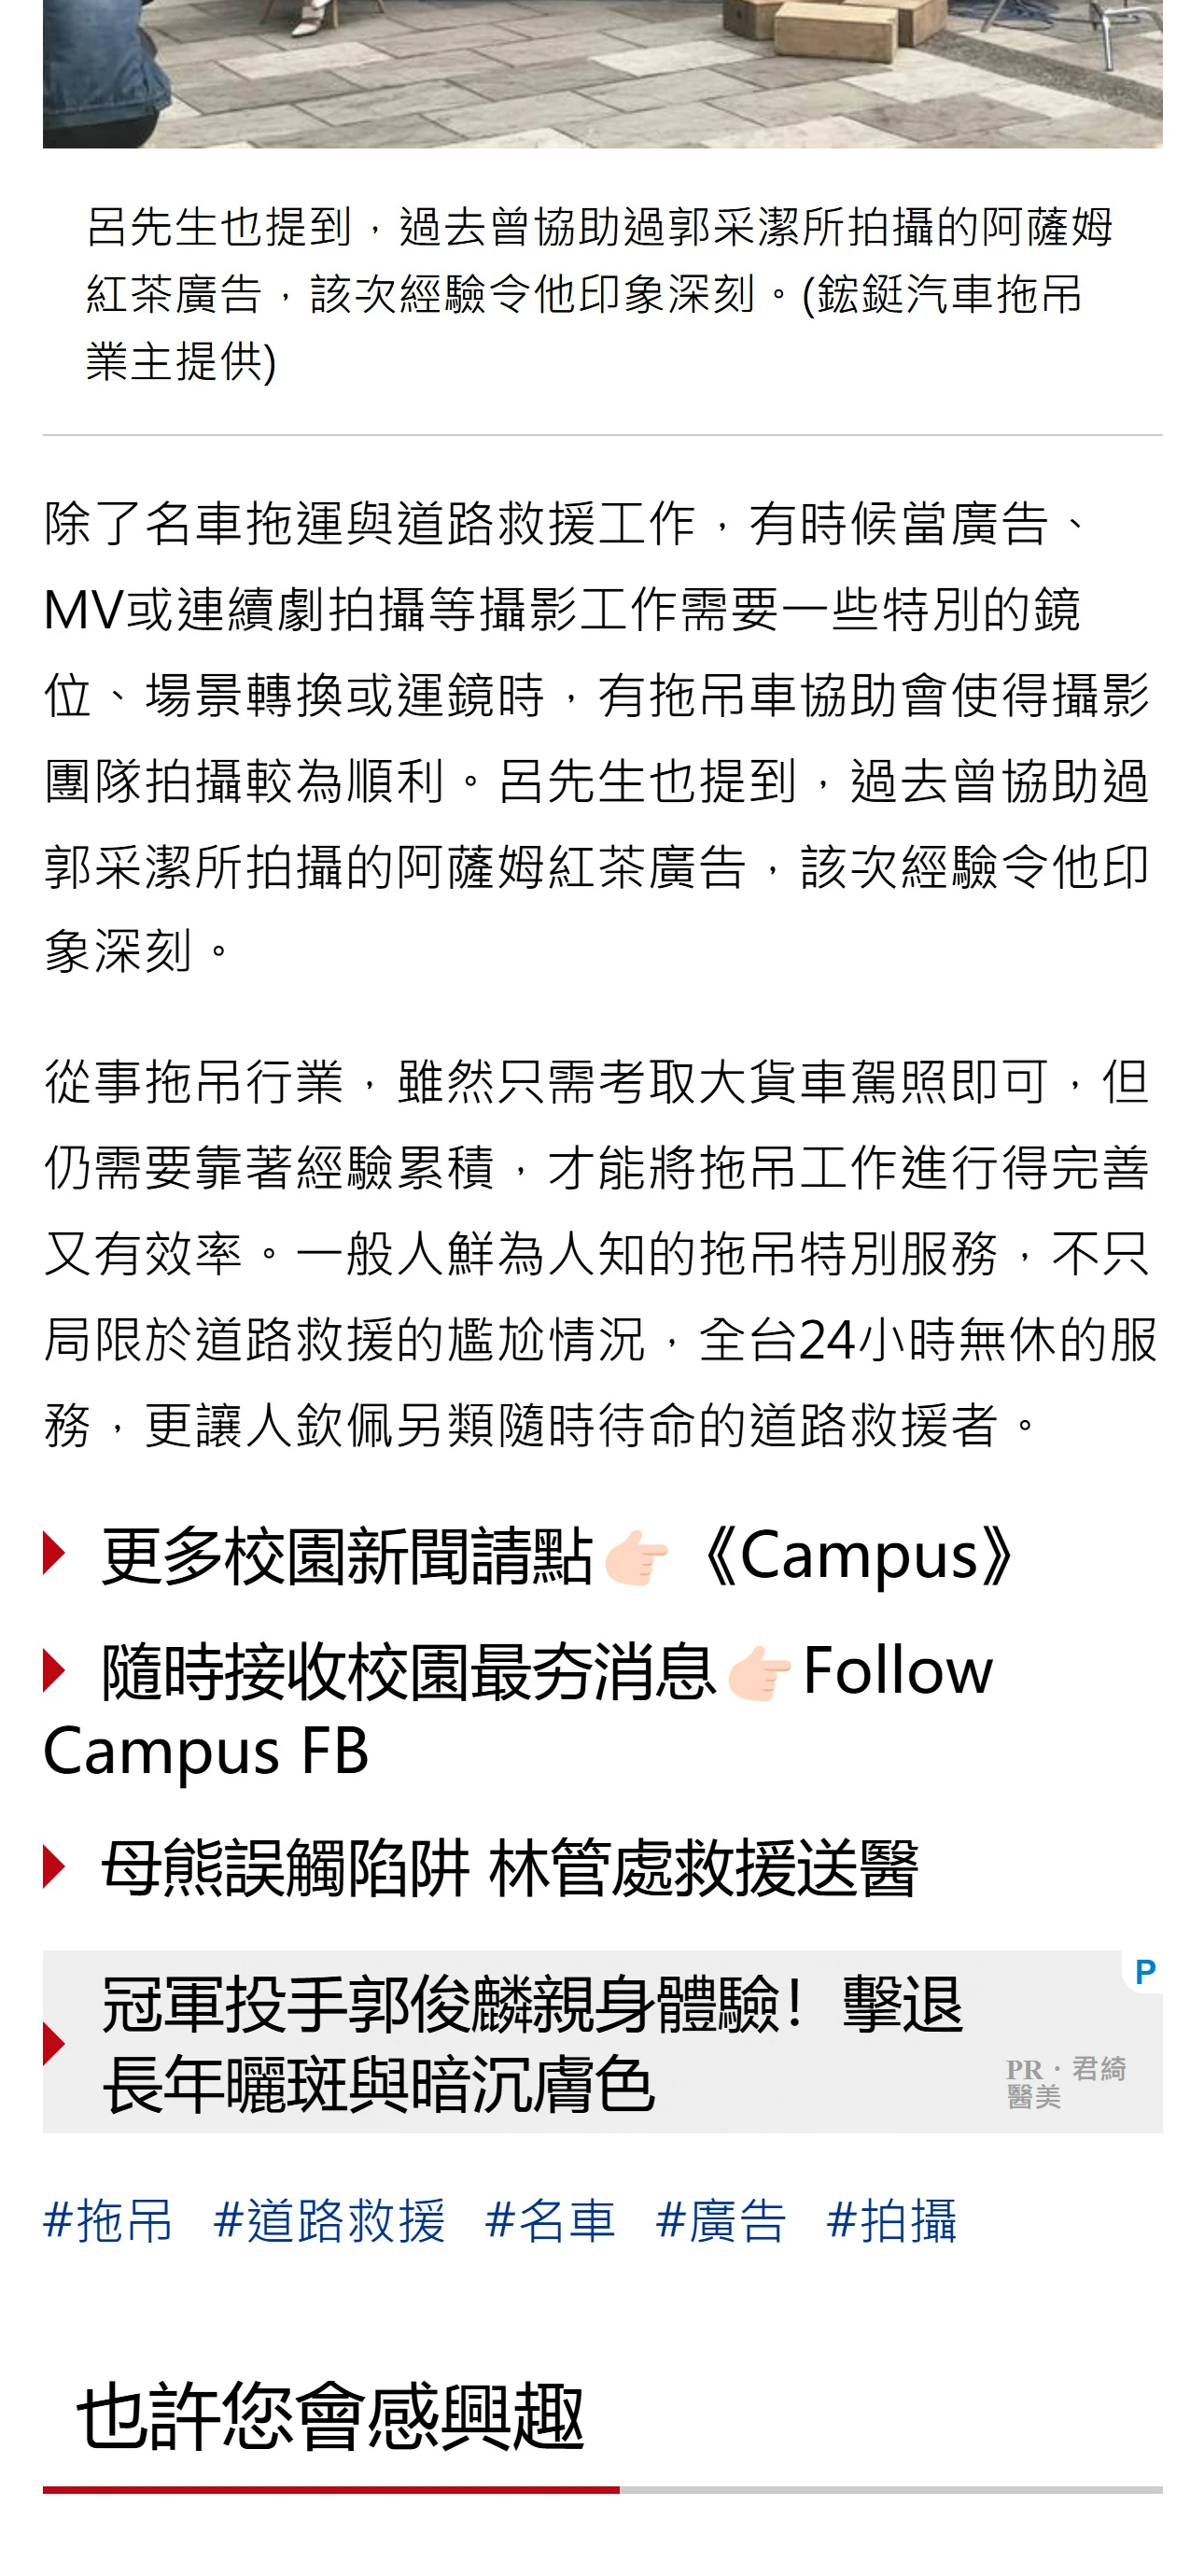 呂先生也提到，過去曾協助過郭采潔所拍攝的阿薩姆
紅茶廣告，該次經驗令他印象深刻。(鋐鋌汽車拖吊
業主提供)
除了名車拖運與道路救援工作，有時候當廣告、
MV或連續劇拍攝等攝影工作需要一些特別的鏡
位、場景轉換或運鏡時，有拖吊車協助會使得攝影
團隊拍攝較為順利。呂先生也提到，過去曾協助過
郭采潔所拍攝的阿薩姆紅茶廣告，該次經驗令他印
象深刻。
從事拖吊行業，雖然只需考取大貨車駕照即可，但
仍需要靠著經驗累積，才能將拖吊工作進行得完善
又有效率。一般人鮮為人知的拖吊特別服務，不只
局限於道路救援的尷尬情況，全台24小時無休的服
務，更讓人欽佩另類隨時待命的道路救援者。
更多校園新聞請點👉🏻《Campus》
隨時接收校園最夯消息👉🏻Follow
Campus FB
母熊誤觸陷阱 林管處救援送醫
P
冠軍投手郭俊麟親身體驗！擊退
長年曬斑與暗沉膚色
PR・君綺
醫美
#拖吊 #道路救援 #名車 #廣告 #拍攝
也許您會感興趣